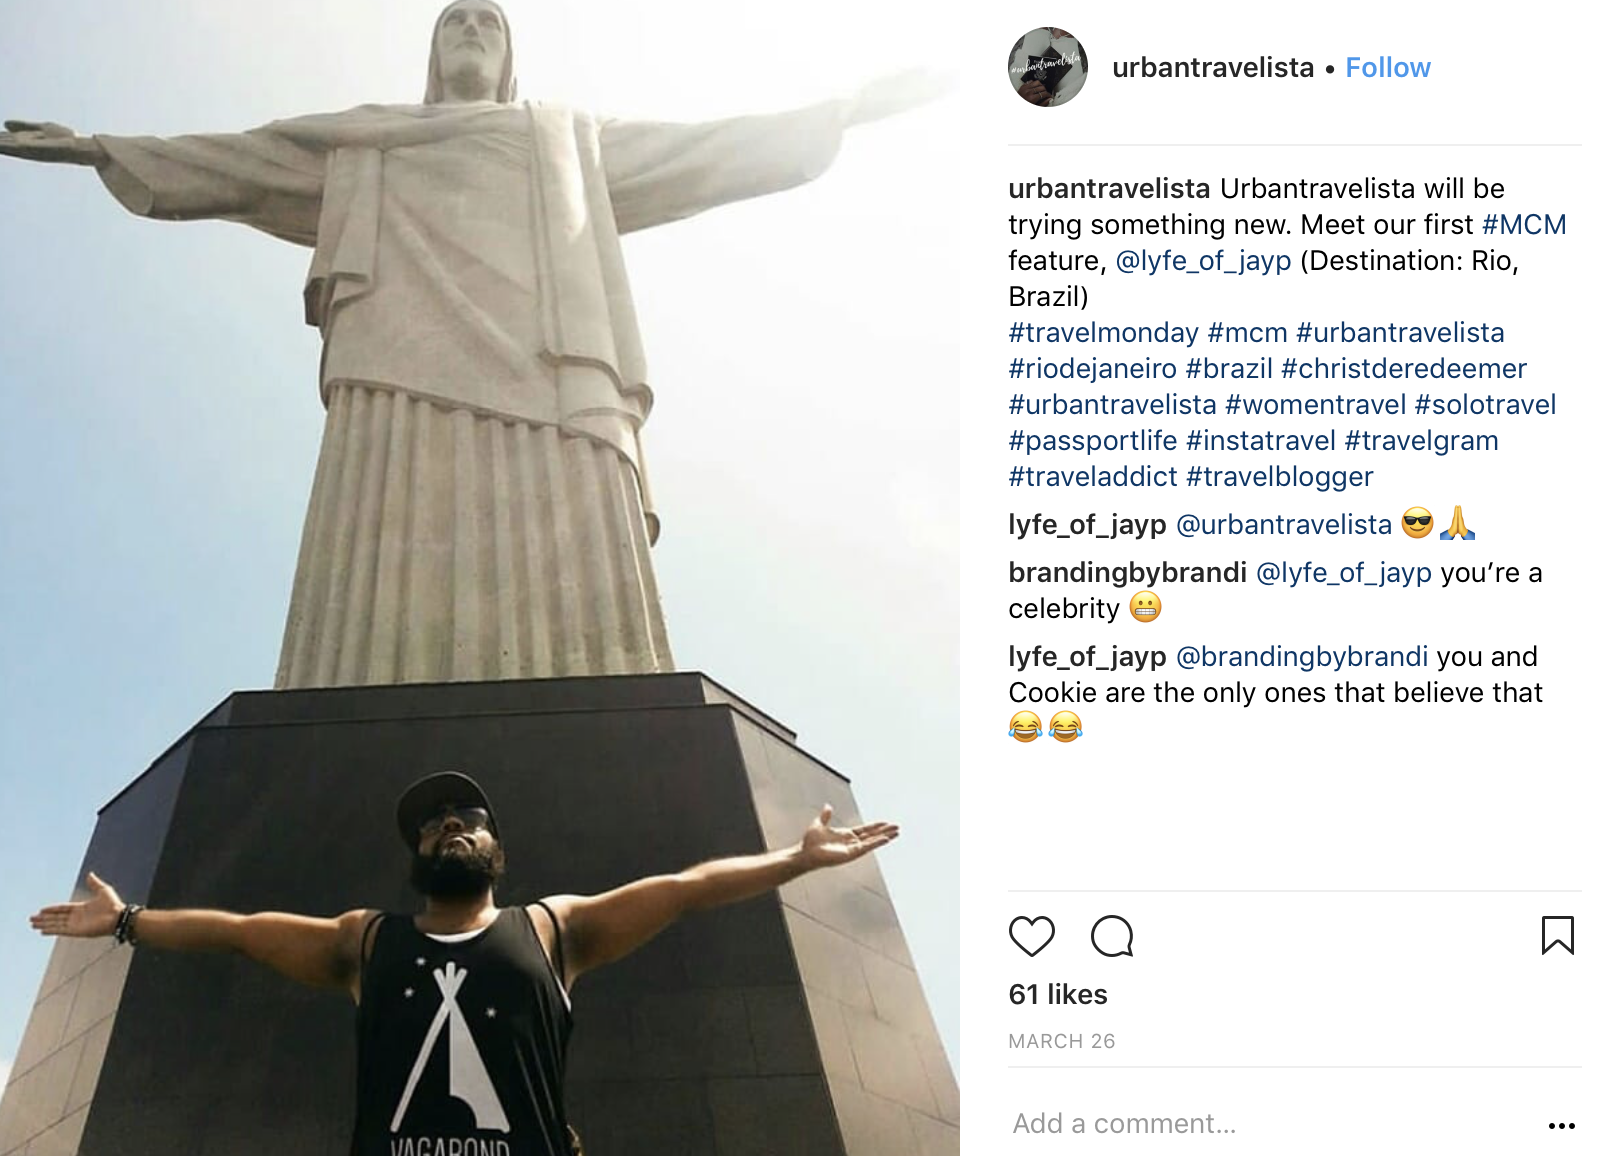 #urbantravelista
urbantravelista • Follow
urbantravelista Urbantravelista will be
trying something new. Meet our first #MCM
feature, @lyfe_of_jayp (Destination: Rio,
Brazil)
#travelmonday #mcm #urbantravelista
#riodejaneiro #brazil #christderedeemer
#urbantravelista #womentravel #solotravel
#passportlife #instatravel #travelgram
#traveladdict #travelblogger
lyfe_of_jayp @urbantravelista 😎🙏
brandingbybrandi @lyfe_of_jayp you’re a
celebrity 😬
lyfe_of_jayp @brandingbybrandi you and
Cookie are the only ones that believe that
😂😂
61 likes
MARCH 26
Add a comment...
VAGABOND